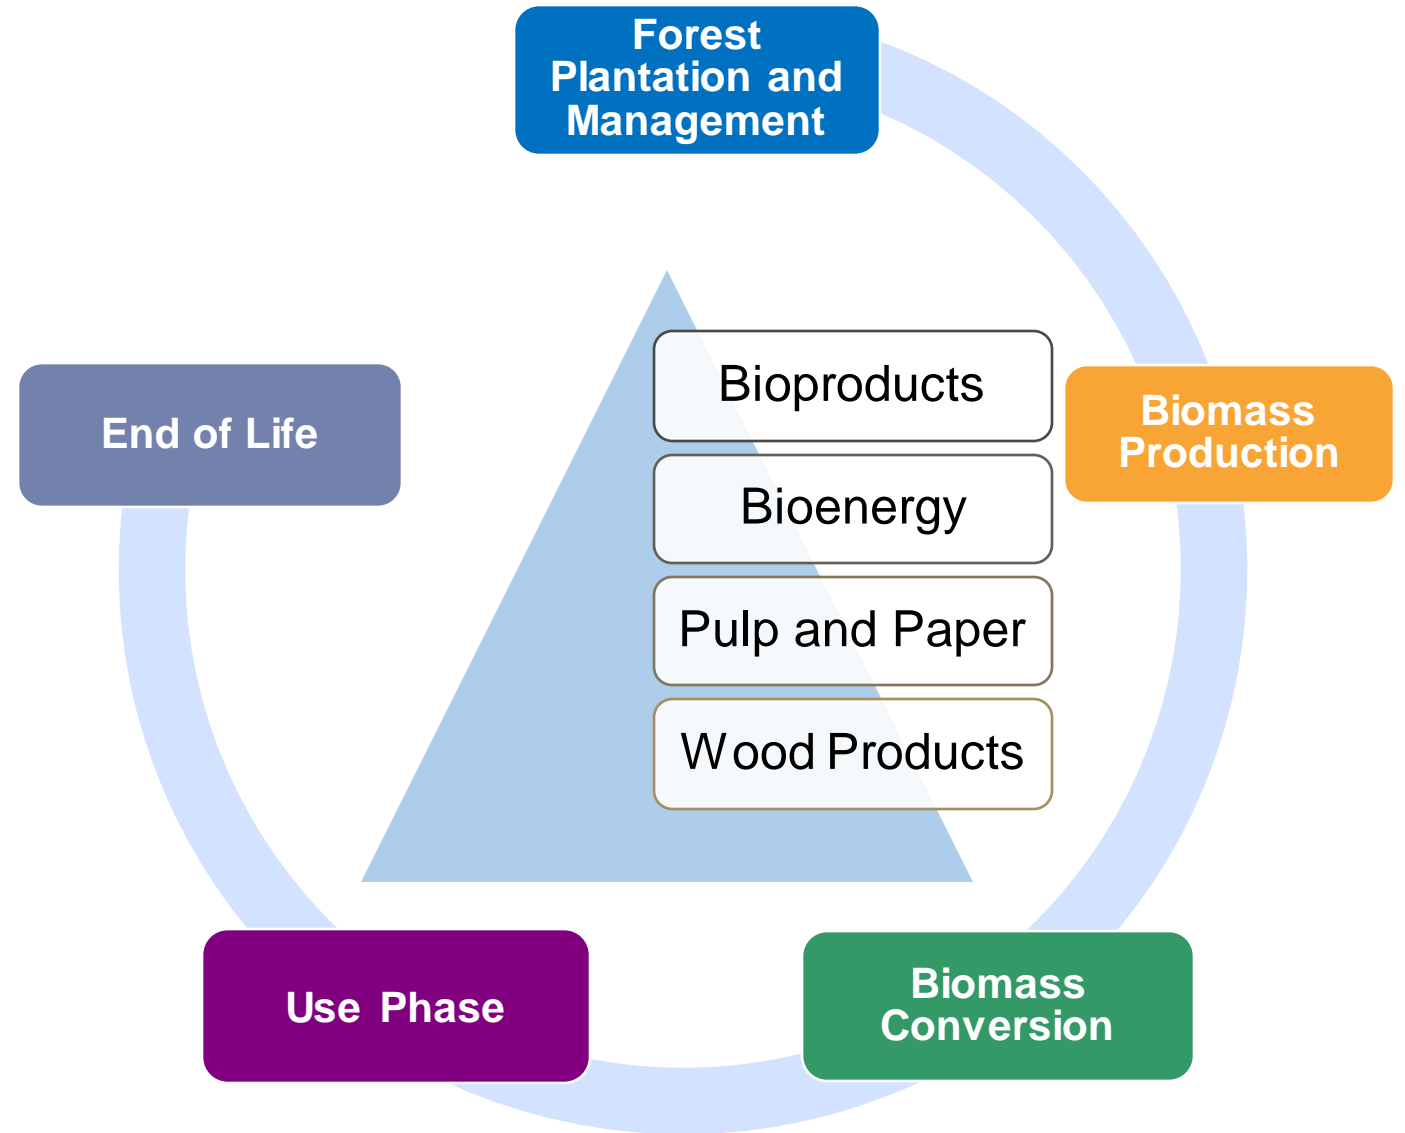 Forest
Plantation and
Management
Bioproducts
Biomass
Production
End of Life
Bioenergy
Pulp and Paper
Wood Products
Use Phase
Biomass
Conversion